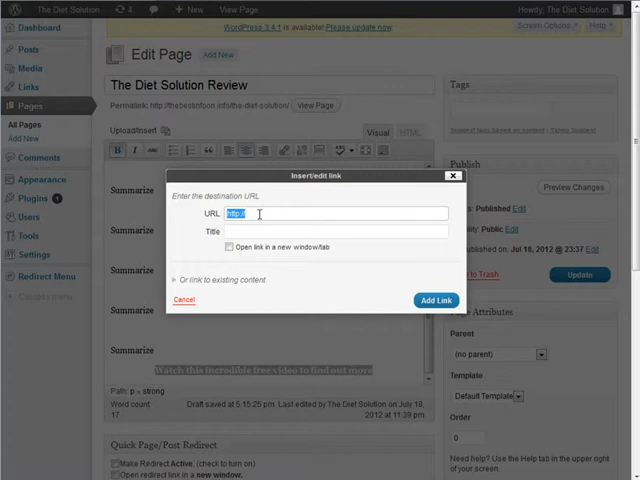 The Diet Solution 4 New Howdy, The Diet Solution
Dashboard
WordPress 3.4.1 is available! Please update now.
Screen Options Help
Posts
Edit Page Add New
Media
Links
The Diet Solution Review
Tags
Pages
Permalink: http://thebestinfoon.info/the-diet-solution/ View Page
All Pages
Upload/Insert Visual HTML
Add New
Comments
Publish
Insert/edit link
Appearance
Enter the destination URL
Preview Changes
Plugins 1
Summarize
URL http://
Published Edit
Users
Title
Public Edit
Tools
Summarize
Open link in a new window/tab
on: Jul 18, 2012 @ 23:37 Edit
Settings
to Trash Update
Redirect Menu
Or link to existing content
Collapse menu
Cancel Add Link
Summarize
Page Attributes
Parent
Summarize
(no parent)
Watch this incredible free video to find out more
Template
Path: p » strong
Default Template
Word count Draft saved at 5:15:25 pm. Last edited by The Diet Solution on July 18,
17 2012 at 11:39 pm
Order
0
Quick Page/Post Redirect
Need help? Use the Help tab in the upper
Make Redirect Active. (check to turn on)
right of your screen.
Open redirect link in a new window.